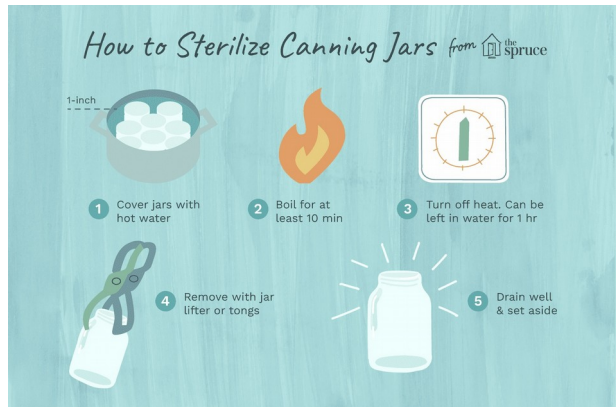 How to Sterilize Canning Jars from the spruce
1-inch
1 Cover jars with
hot water
2 Boil for at
least 10 min
3 Turn off heat. Can be
left in water for 1 hr
4 Remove with jar
lifter or tongs
5 Drain well
& set aside